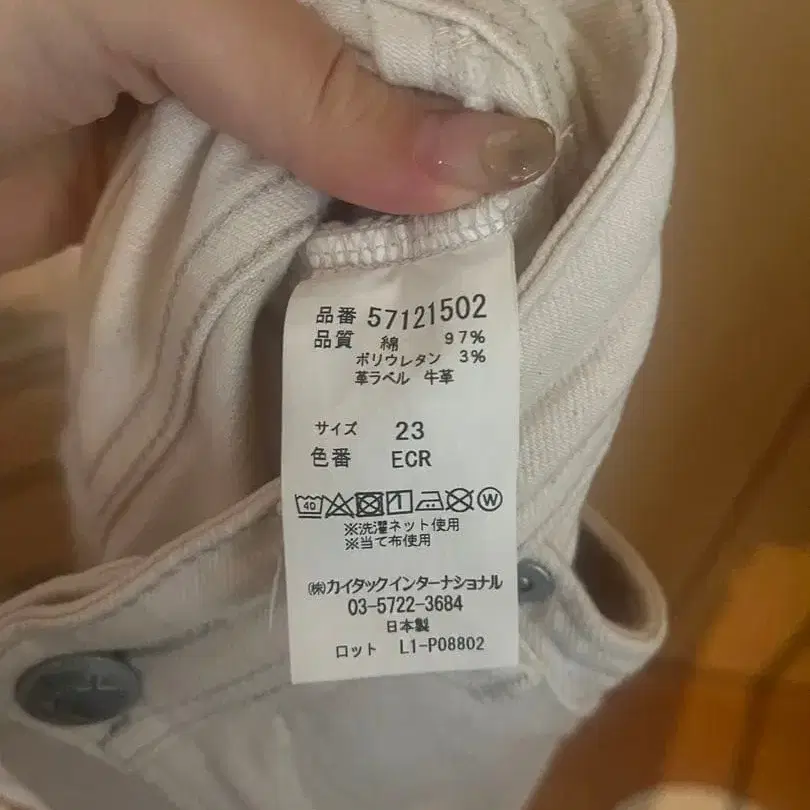 品番 57121502
品質 綿 97%
ポリウレタン 3%
革ラベル 牛革
サイズ 23
色番 ECR
40 W
※洗濯ネット使用
※当て布使用
㈱カイタックインターナショナル
03-5722-3684
日本製
ロット L1-P08802